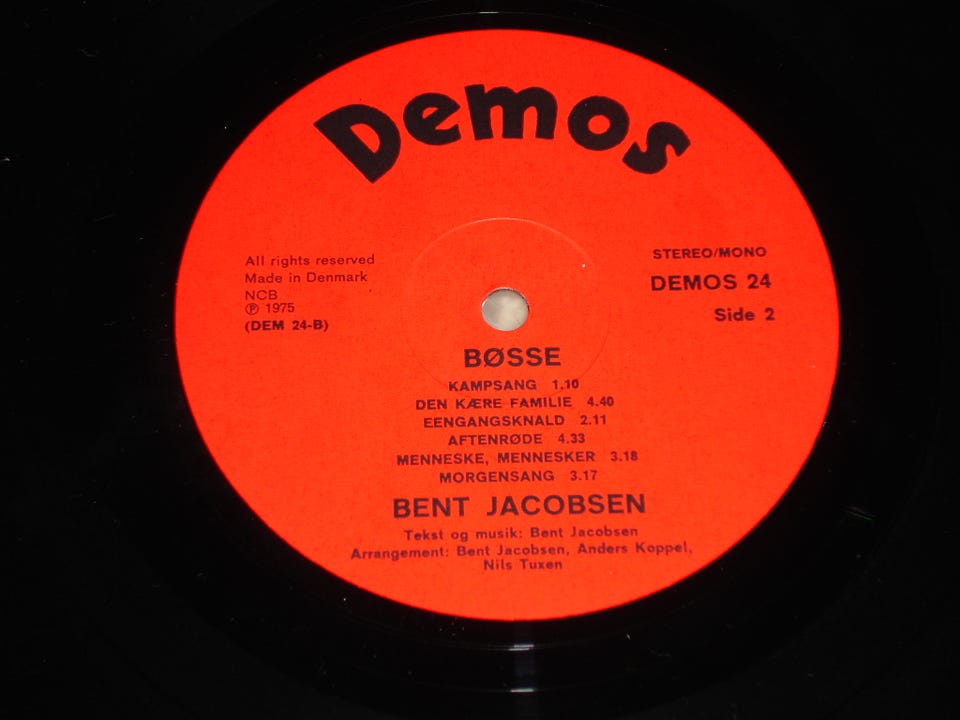 Demos
All rights reserved
Made in Denmark
NCB
℗ 1975
(DEM 24-B)
STEREO/MONO
DEMOS 24
Side 2
BØSSE
KAMPSANG 1.10
DEN KÆRE FAMILIE 4.40
EENGANGSKNALD 2.11
AFTENRØDE 4.33
MENNESKE, MENNESKER 3.18
MORGENSANG 3.17
BENT JACOBSEN
Tekst og musik: Bent Jacobsen
Arrangement: Bent Jacobsen, Anders Koppel,
Nils Tuxen